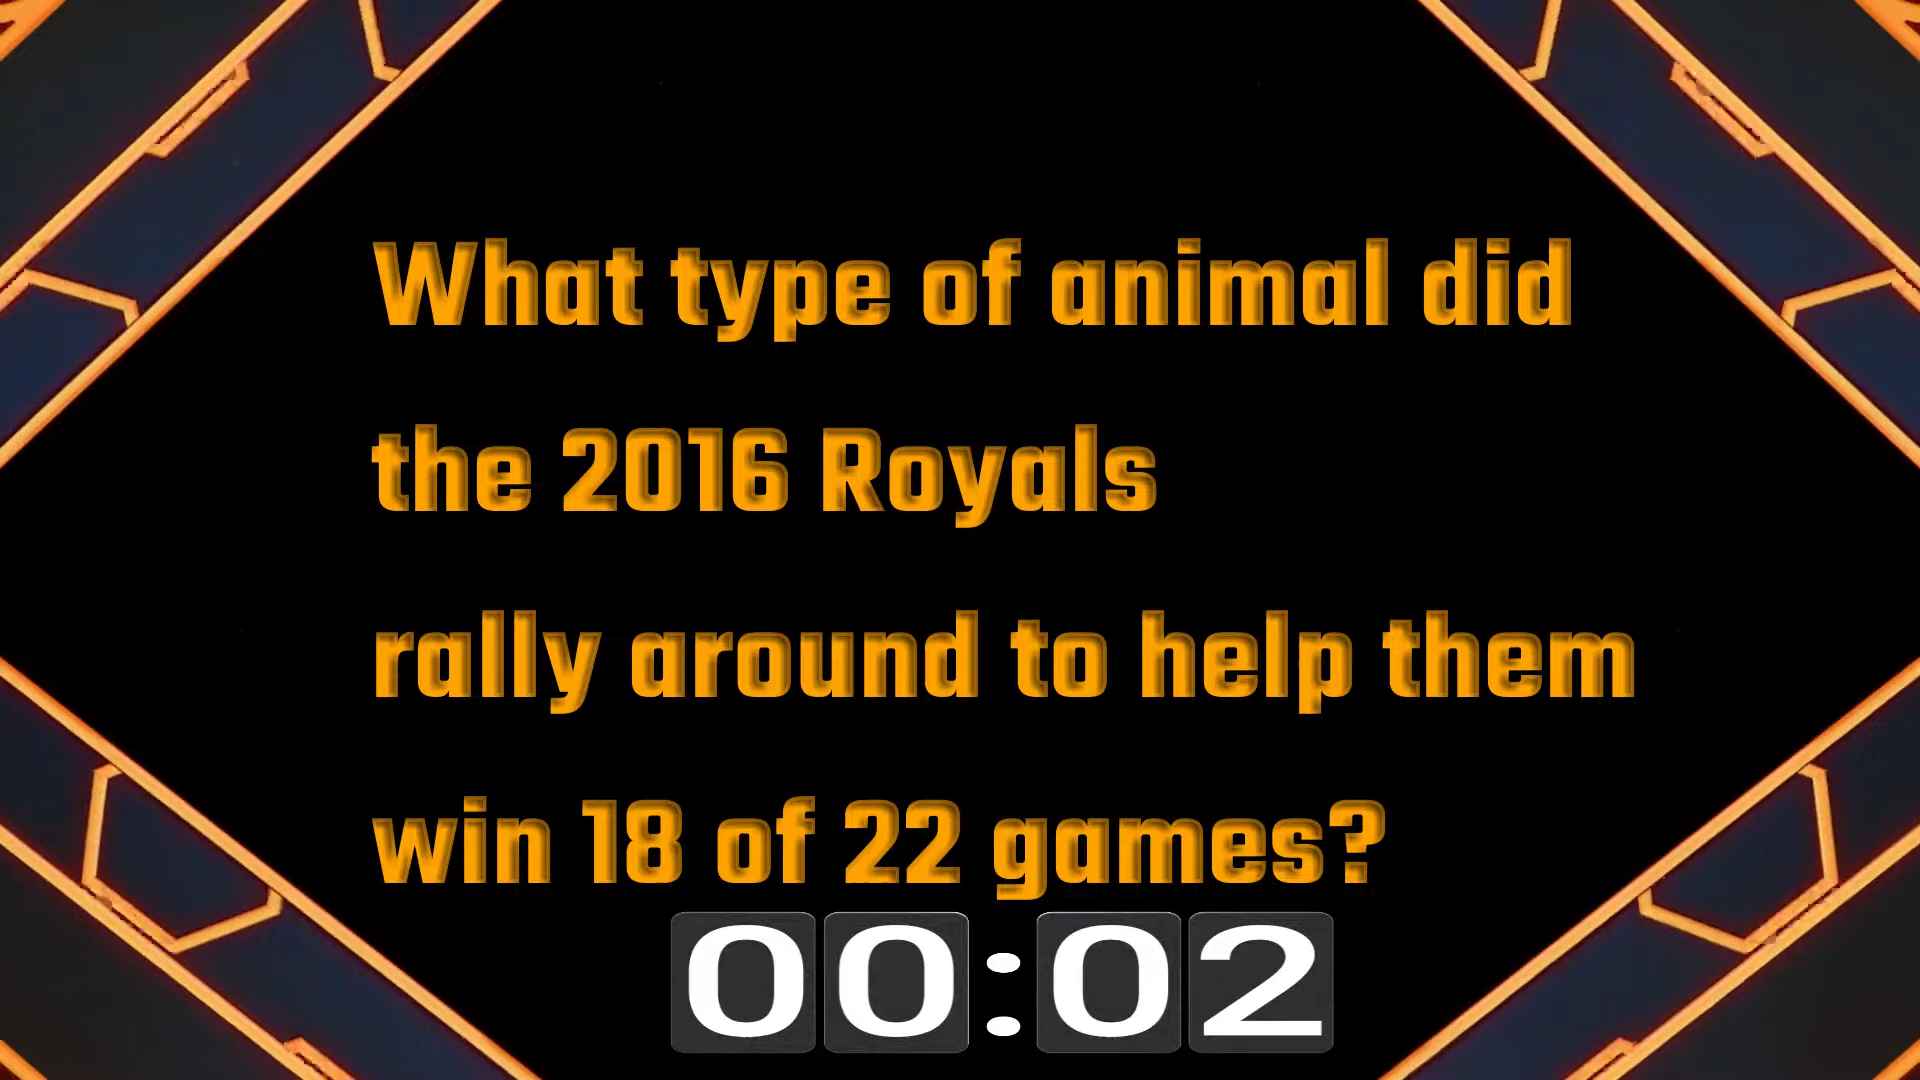 What type of animal did
the 2016 Royals
rally around to help them
win 18 of 22 games?
00:02